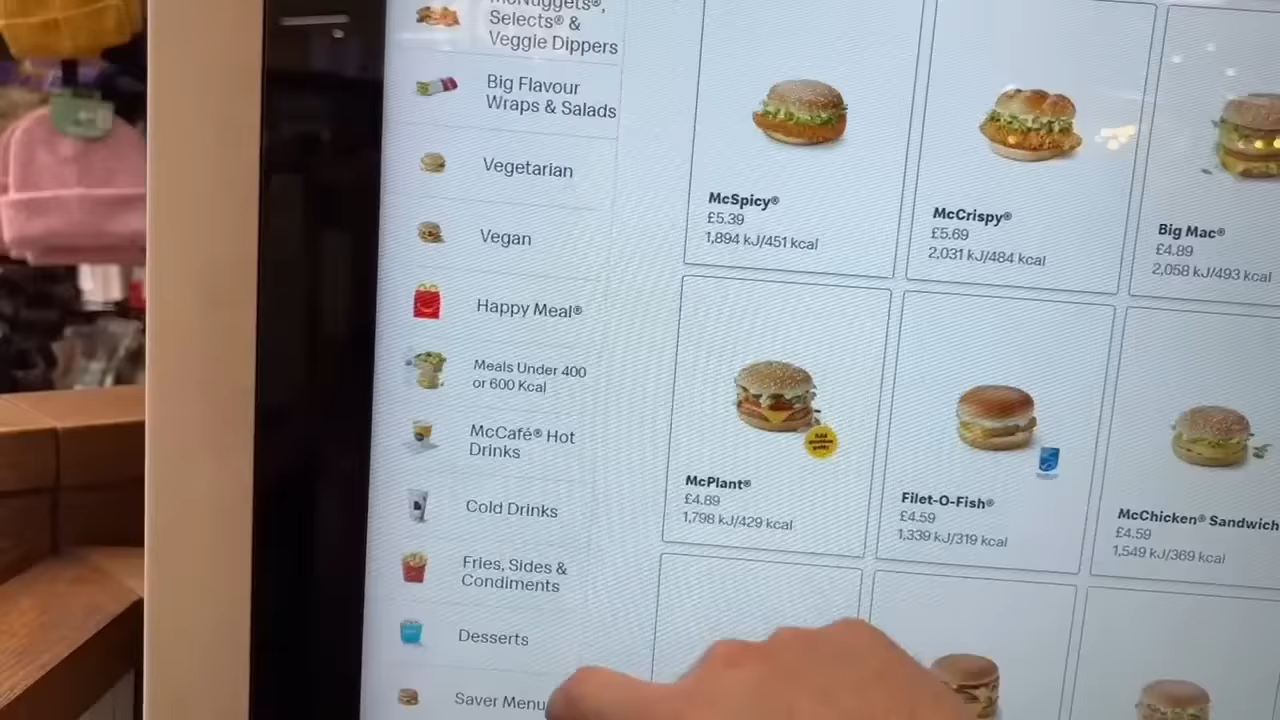 McNuggets®,
Selects® &
Veggie Dippers
Big Flavour
Wraps & Salads
Vegetarian
Vegan
Happy Meal®
Meals Under 400
or 600 Kcal
McCafé® Hot
Drinks
Cold Drinks
Fries, Sides &
Condiments
Desserts
Saver Menu
McSpicy®
£5.39
1,894 kJ/451 kcal
McCrispy®
£5.69
2,031 kJ/484 kcal
Big Mac®
£4.89
2,058 kJ/493 kcal
McPlant®
£4.89
1,798 kJ/429 kcal
Filet-O-Fish®
£4.59
1,339 kJ/319 kcal
McChicken® Sandwich
£4.59
1,549 kJ/369 kcal